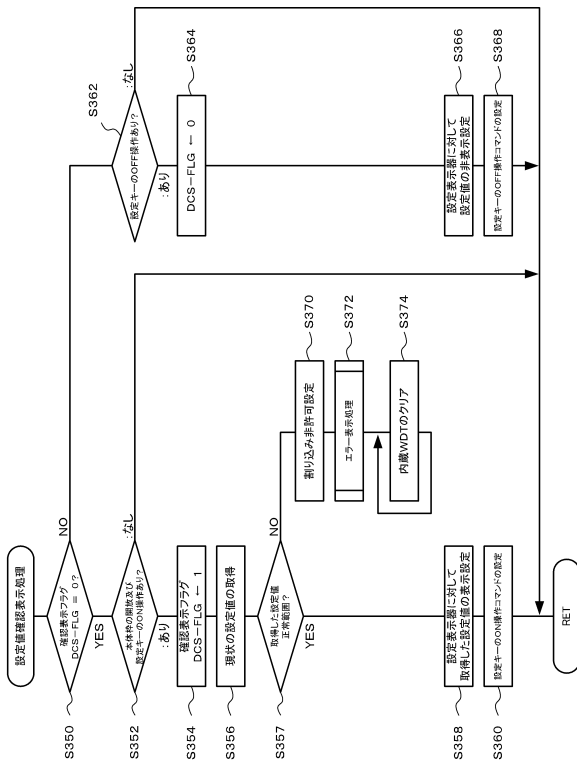 設定値確認表示処理
S350
確認表示フラグ
DCS-FLG = 0?
NO
YES
S352
本体枠の開放及び
設定キーのON操作あり?
:なし
:あり
S354
確認表示フラグ
DCS-FLG ← 1
S356
現状の設定値の取得
S357
取得した設定値
正常範囲?
NO
YES
S358
設定表示器に対して
取得した設定値の表示設定
S360
設定キーのON操作コマンドの設定
RET
S370
割り込み非許可設定
S372
エラー表示処理
S374
内蔵WDTのクリア
S362
設定キーのOFF操作あり?
:なし
:あり
S364
DCS-FLG ← 0
S366
設定表示器に対して
設定値の非表示設定
S368
設定キーのOFF操作コマンドの設定